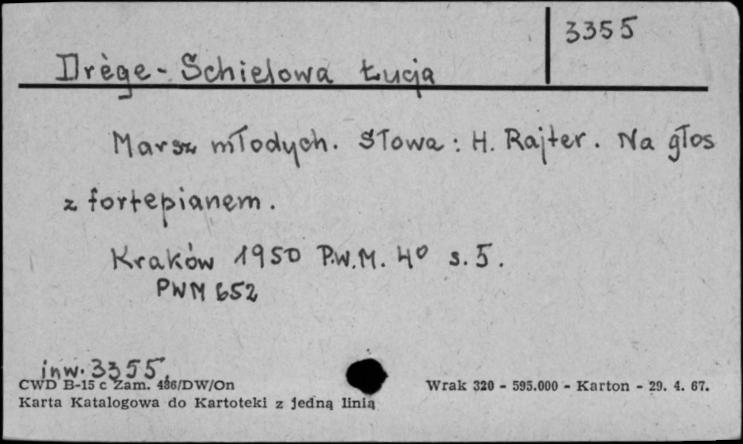 3355
Drège-Schielowa Łucja
Marsz młodych. Słowa: H. Rajter. Na głos
z fortepianem.
Kraków 1950 P.W.M. 4º s. 5.
PWM 652
inw. 3355.
CWD B-15 c Zam. 486/DW/On
Wrak 320 - 595.000 - Karton - 29. 4. 67.
Karta Katalogowa do Kartoteki z jedną linią